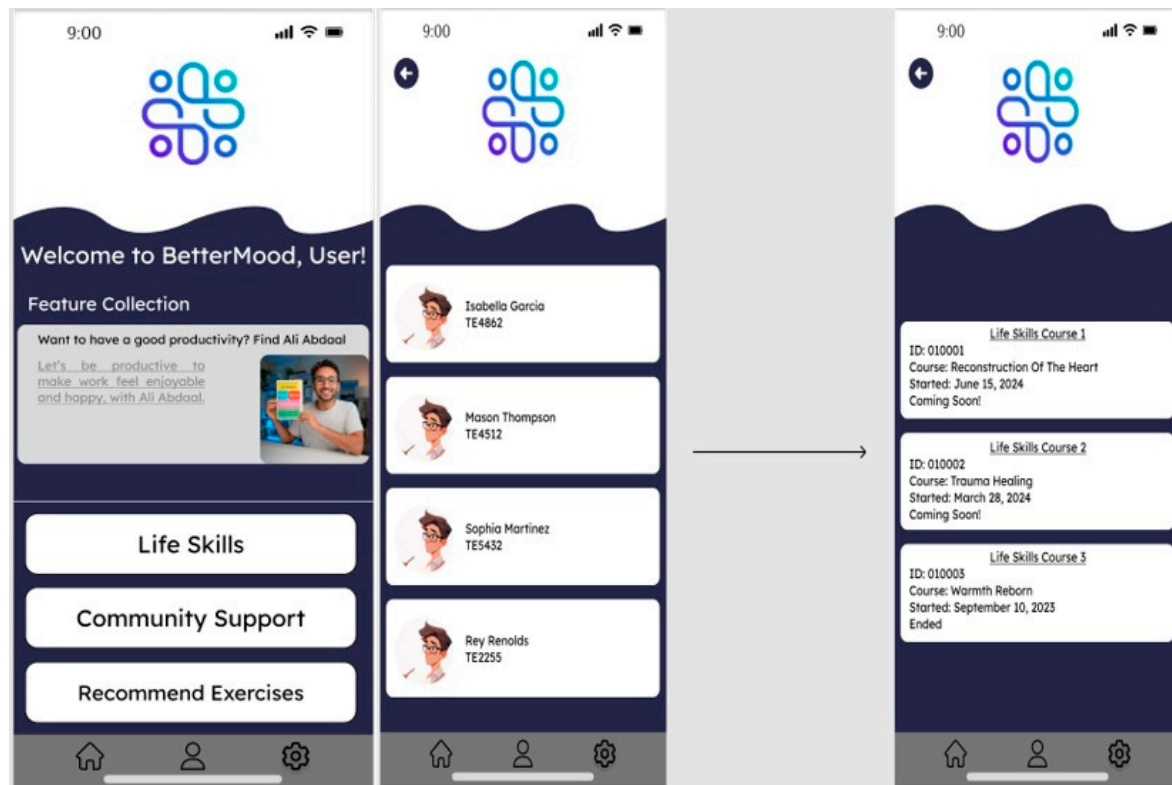 9:00
Welcome to BetterMood, User!
Feature Collection
Want to have a good productivity? Find Ali Abdaal
Let's be productive to
make work feel enjoyable
and happy, with Ali Abdaal.
Life Skills
Community Support
Recommend Exercises
9:00
Isabella Garcia
TE4862
Mason Thompson
TE4512
Sophia Martinez
TE5432
Rey Renolds
TE2255
9:00
Life Skills Course 1
ID: 010001
Course: Reconstruction Of The Heart
Started: June 15, 2024
Coming Soon!
Life Skills Course 2
ID: 010002
Course: Trauma Healing
Started: March 28, 2024
Coming Soon!
Life Skills Course 3
ID: 010003
Course: Warmth Reborn
Started: September 10, 2023
Ended